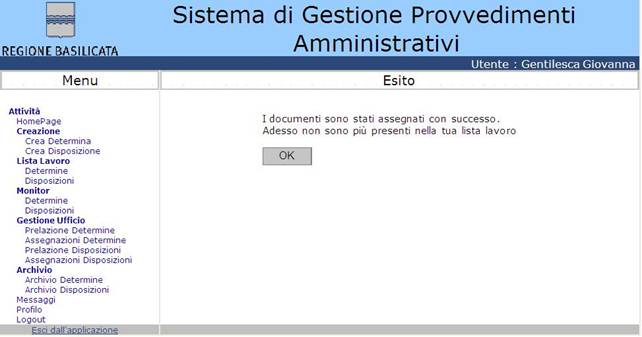 Sistema di Gestione Provvedimenti
Amministrativi
REGIONE BASILICATA
Utente : Gentilesca Giovanna
Menu
Esito
Attività
HomePage
Creazione
Crea Determina
Crea Disposizione
Lista Lavoro
Determine
Disposizioni
Monitor
Determine
Disposizioni
Gestione Ufficio
Prelazione Determine
Assegnazioni Determine
Prelazione Disposizioni
Assegnazioni Disposizioni
Archivio
Archivio Determine
Archivio Disposizioni
Messaggi
Profilo
Logout
Esci dall'applicazione
I documenti sono stati assegnati con successo.
Adesso non sono più presenti nella tua lista lavoro
OK